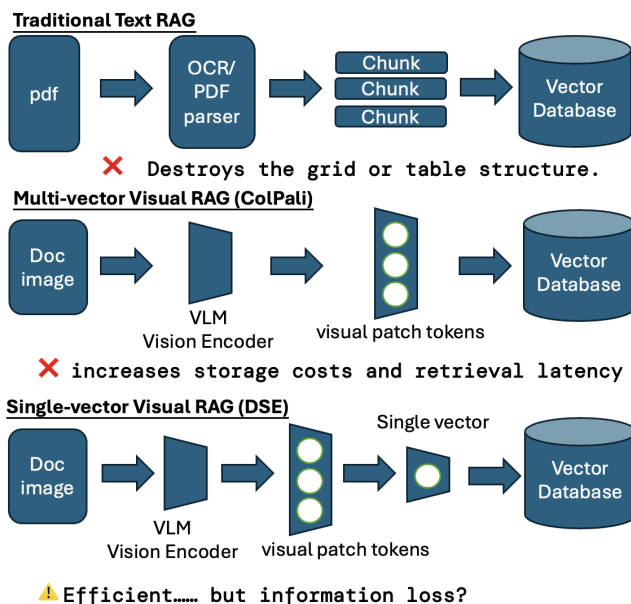 Traditional Text RAG
pdf
OCR/
PDF
parser
Chunk
Chunk
Chunk
Vector
Database
❌ Destroys the grid or table structure.
Multi-vector Visual RAG (ColPali)
Doc
image
VLM
Vision Encoder
visual patch tokens
Vector
Database
❌ increases storage costs and retrieval latency
Single-vector Visual RAG (DSE)
Doc
image
VLM
Vision Encoder
visual patch tokens
Single vector
Vector
Database
⚠️ Efficient…… but information loss?